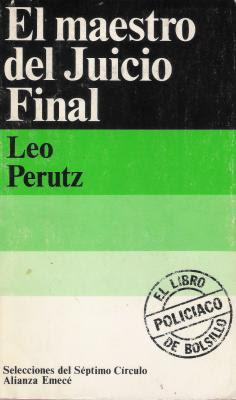 El maestro
del Juicio
Final
Leo
Perutz
EL LIBRO
POLICIACO
DE BOLSILLO
Selecciones del Séptimo Círculo
Alianza Emecé